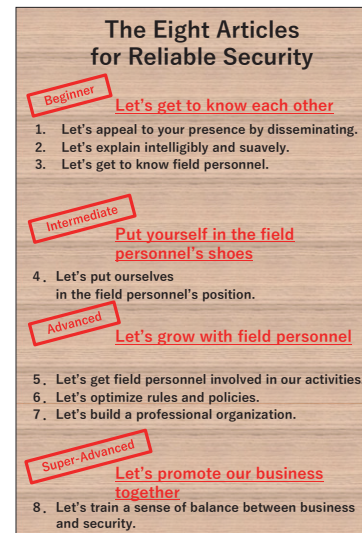 The Eight Articles
for Reliable Security
Beginner
Let's get to know each other
1. Let's appeal to your presence by disseminating.
2. Let's explain intelligibly and suavely.
3. Let's get to know field personnel.
Intermediate
Put yourself in the field
personnel's shoes
4. Let's put ourselves
in the field personnel's position.
Advanced
Let's grow with field personnel
5. Let's get field personnel involved in our activities
6. Let's optimize rules and policies.
7. Let's build a professional organization.
Super-Advanced
Let's promote our business
together
8. Let's train a sense of balance between business
and security.